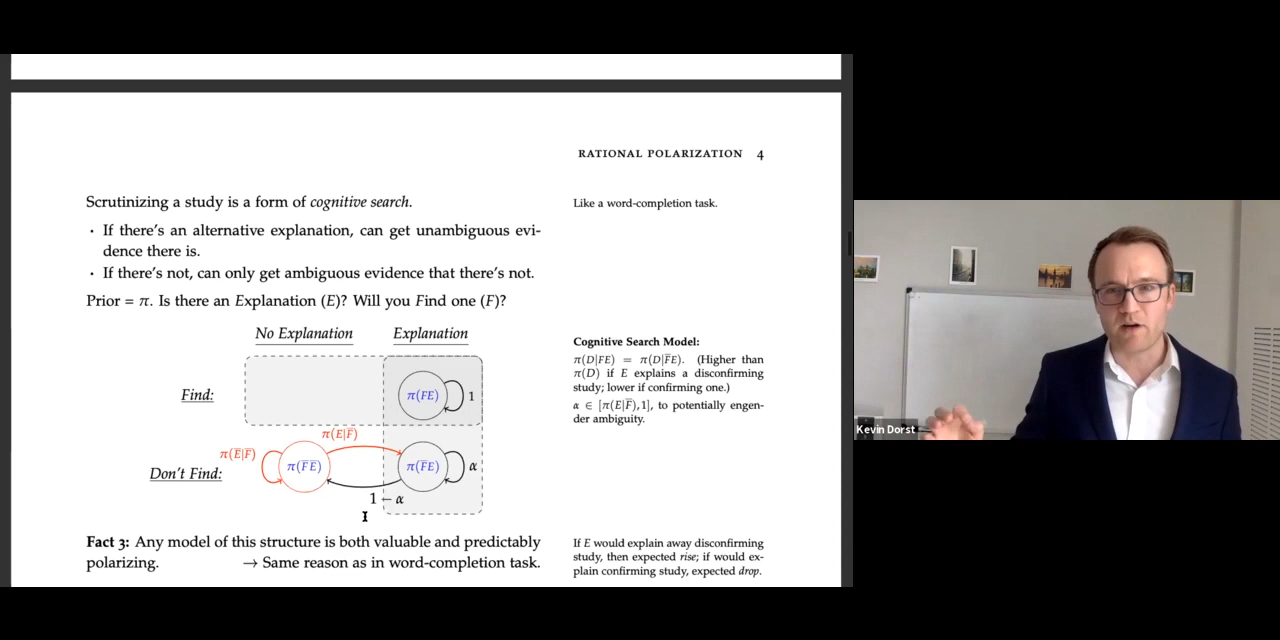 RATIONAL POLARIZATION 4
Scrutinizing a study is a form of cognitive search.
Like a word-completion task.
· If there's an alternative explanation, can get unambiguous evi-
dence there is.
· If there's not, can only get ambiguous evidence that there's not.
Prior = π. Is there an Explanation (E)? Will you Find one (F)?
No Explanation Explanation
Find:
π(FE)
1
π(E|F̅)
π(E̅|F̅)
Don't Find:
π(F̅E̅)
π(F̅E)
α
1 − α
Cognitive Search Model:
π(D|FE) = π(D|F̅E). (Higher than
π(D) if E explains a disconfirming
study; lower if confirming one.)
α ∈ [π(E|F̅),1], to potentially engen-
der ambiguity.
Fact 3: Any model of this structure is both valuable and predictably
polarizing. → Same reason as in word-completion task.
If E would explain away disconfirming
study, then expected rise; if would ex-
plain confirming study, expected drop.
Kevin Dorst